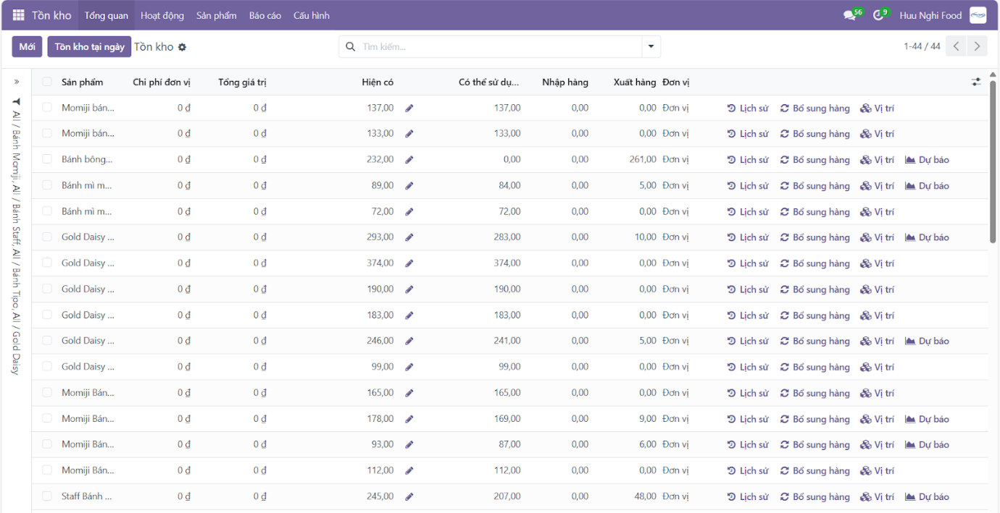 Tồn kho Tổng quan Hoạt động Sản phẩm Báo cáo Cấu hình 56 9 Huu Nghi Food
Mới Tồn kho tại ngày Tồn kho Tìm kiếm... 1-44 / 44
Sản phẩm Chi phí đơn vị Tổng giá trị Hiện có Có thể sử dụ... Nhập hàng Xuất hàng Đơn vị
All / Bánh Momiji, All / Bánh Staff, All / Bánh Tipo, All / Gold Daisy
Momiji bán... 0 ₫ 0 ₫ 137,00 137,00 0,00 0,00 Đơn vị Lịch sử Bổ sung hàng Vị trí
Momiji bán... 0 ₫ 0 ₫ 133,00 133,00 0,00 0,00 Đơn vị Lịch sử Bổ sung hàng Vị trí
Bánh bông... 0 ₫ 0 ₫ 232,00 0,00 0,00 261,00 Đơn vị Lịch sử Bổ sung hàng Vị trí Dự báo
Bánh mì m... 0 ₫ 0 ₫ 89,00 84,00 0,00 5,00 Đơn vị Lịch sử Bổ sung hàng Vị trí Dự báo
Bánh mì m... 0 ₫ 0 ₫ 72,00 72,00 0,00 0,00 Đơn vị Lịch sử Bổ sung hàng Vị trí
Gold Daisy ... 0 ₫ 0 ₫ 293,00 283,00 0,00 10,00 Đơn vị Lịch sử Bổ sung hàng Vị trí Dự báo
Gold Daisy ... 0 ₫ 0 ₫ 374,00 374,00 0,00 0,00 Đơn vị Lịch sử Bổ sung hàng Vị trí
Gold Daisy ... 0 ₫ 0 ₫ 190,00 190,00 0,00 0,00 Đơn vị Lịch sử Bổ sung hàng Vị trí
Gold Daisy ... 0 ₫ 0 ₫ 183,00 183,00 0,00 0,00 Đơn vị Lịch sử Bổ sung hàng Vị trí
Gold Daisy ... 0 ₫ 0 ₫ 246,00 241,00 0,00 5,00 Đơn vị Lịch sử Bổ sung hàng Vị trí Dự báo
Gold Daisy ... 0 ₫ 0 ₫ 99,00 99,00 0,00 0,00 Đơn vị Lịch sử Bổ sung hàng Vị trí
Momiji Bán... 0 ₫ 0 ₫ 165,00 165,00 0,00 0,00 Đơn vị Lịch sử Bổ sung hàng Vị trí
Momiji Bán... 0 ₫ 0 ₫ 178,00 169,00 0,00 9,00 Đơn vị Lịch sử Bổ sung hàng Vị trí Dự báo
Momiji Bán... 0 ₫ 0 ₫ 93,00 87,00 0,00 6,00 Đơn vị Lịch sử Bổ sung hàng Vị trí Dự báo
Momiji Bán... 0 ₫ 0 ₫ 112,00 112,00 0,00 0,00 Đơn vị Lịch sử Bổ sung hàng Vị trí
Staff Bánh ... 0 ₫ 0 ₫ 245,00 207,00 0,00 48,00 Đơn vị Lịch sử Bổ sung hàng Vị trí Dự báo